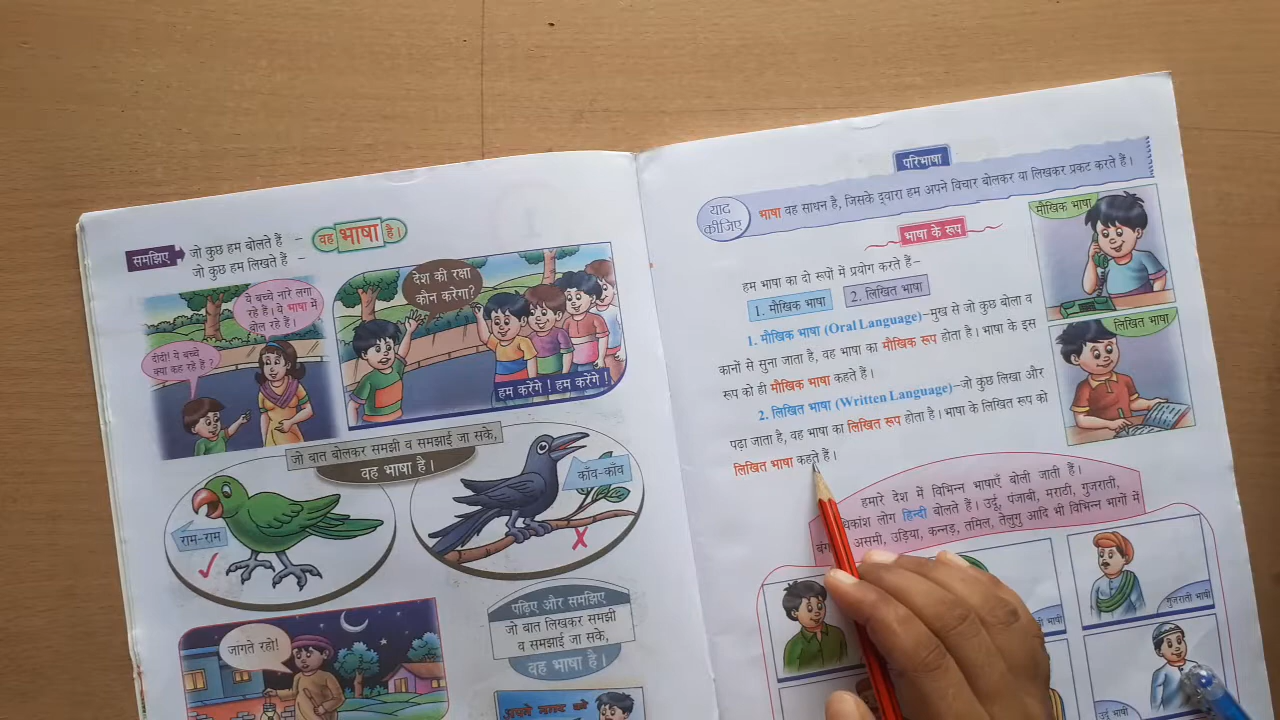 समझिए
जो कुछ हम बोलते हैं –
जो कुछ हम लिखते हैं –
वह भाषा है।
ये बच्चे नारे लगा
रहे हैं। ये भाषा में
बोल रहे हैं।
दीदी! ये बच्चे
क्या कह रहे हैं ?
देश की रक्षा
कौन करेगा?
हम करेंगे ! हम करेंगे !
जो बात बोलकर समझी व समझाई जा सके,
वह भाषा है।
राम-राम
काँव-काँव
जागते रहो!
पढ़िए और समझिए
जो बात लिखकर समझी
व समझाई जा सके,
वह भाषा है।
अपने नगर को
परिभाषा
याद
कीजिए
भाषा वह साधन है, जिसके द्वारा हम अपने विचार बोलकर या लिखकर प्रकट करते हैं।
भाषा के रूप
हम भाषा का दो रूपों में प्रयोग करते हैं–
1. मौखिक भाषा
2. लिखित भाषा
1. मौखिक भाषा (Oral Language)–मुख से जो कुछ बोला व
कानों से सुना जाता है, वह भाषा का मौखिक रूप होता है। भाषा के इस
रूप को ही मौखिक भाषा कहते हैं।
2. लिखित भाषा (Written Language)–जो कुछ लिखा और
पढ़ा जाता है, वह भाषा का लिखित रूप होता है। भाषा के लिखित रूप को
लिखित भाषा कहते हैं।
मौखिक भाषा
लिखित भाषा
हमारे देश में विभिन्न भाषाएँ बोली जाती हैं।
लोग हिन्दी बोलते हैं। उर्दू, पंजाबी, मराठी, गुजराती,
असमी, उड़िया, कन्नड़, तमिल, तेलुगु आदि भी विभिन्न भागों में
भाषी
गुजराती भाषी
उर्दू भाषी